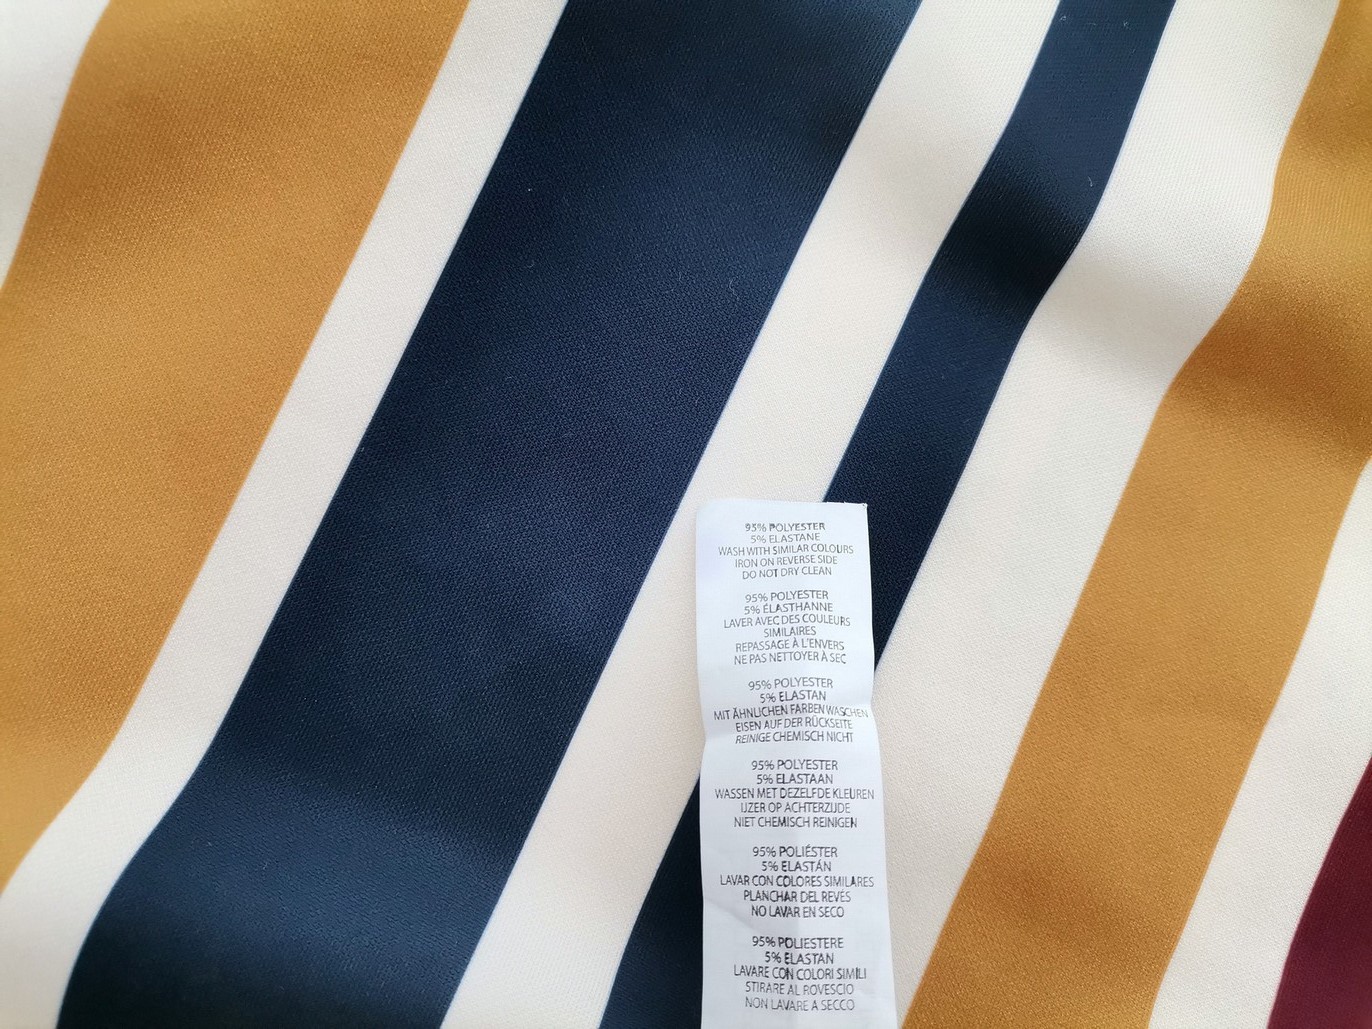 95% POLYESTER
5% ELASTANE
WASH WITH SIMILAR COLOURS
IRON ON REVERSE SIDE
DO NOT DRY CLEAN
95% POLYESTER
5% ÉLASTHANNE
LAVER AVEC DES COULEURS
SIMILAIRES
REPASSAGE À L'ENVERS
NE PAS NETTOYER À SEC
95% POLYESTER
5% ELASTAN
MIT ÄHNLICHEN FARBEN WASCHEN
EISEN AUF DER RÜCKSEITE
REINIGE CHEMISCH NICHT
95% POLYESTER
5% ELASTAAN
WASSEN MET DEZELFDE KLEUREN
IJZER OP ACHTERZIJDE
NIET CHEMISCH REINIGEN
95% POLIÉSTER
5% ELASTÁN
LAVAR CON COLORES SIMILARES
PLANCHAR DEL REVÉS
NO LAVAR EN SECO
95% POLIESTERE
5% ELASTAN
LAVARE CON COLORI SIMILI
STIRARE AL ROVESCIO
NON LAVARE A SECCO